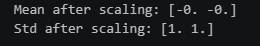 Mean after scaling: [-0. -0.]
Std after scaling: [1. 1.]